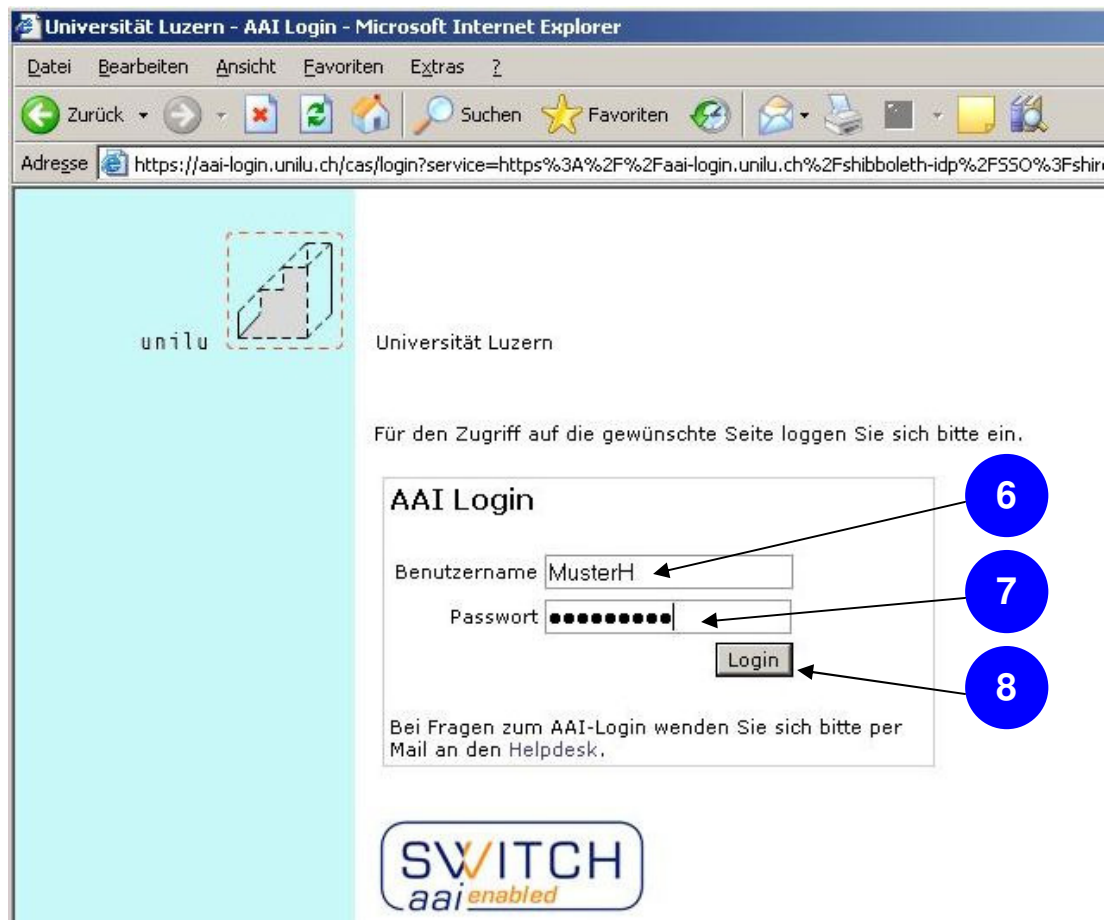 Universität Luzern - AAI Login - Microsoft Internet Explorer
Datei Bearbeiten Ansicht Favoriten Extras ?
Zurück Suchen Favoriten
Adresse https://aai-login.unilu.ch/cas/login?service=https%3A%2F%2Faai-login.unilu.ch%2Fshibboleth-idp%2FSSO%3Fshire
unilu
Universität Luzern
Für den Zugriff auf die gewünschte Seite loggen Sie sich bitte ein.
AAI Login
6
Benutzername MusterH
7
Passwort ●●●●●●●●●
Login
8
Bei Fragen zum AAI-Login wenden Sie sich bitte per
Mail an den Helpdesk.
SWITCH
aai enabled